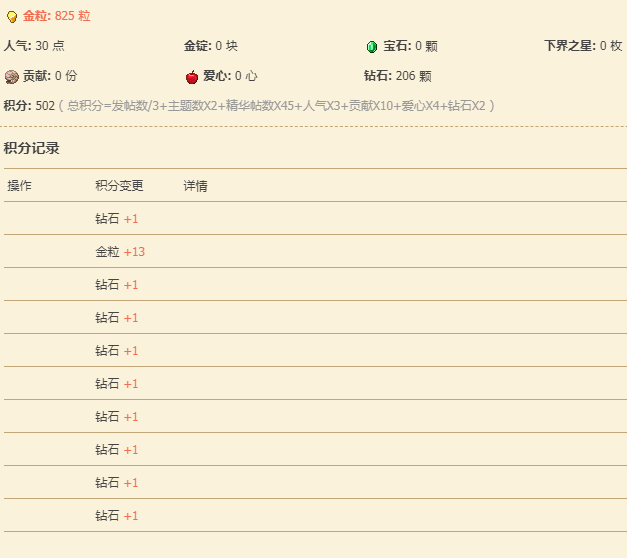 金粒: 825 粒
人气: 30 点 金锭: 0 块 宝石: 0 颗 下界之星: 0 枚
贡献: 0 份 爱心: 0 心 钻石: 206 颗
积分: 502 ( 总积分=发帖数/3+主题数X2+精华帖数X45+人气X3+贡献X10+爱心X4+钻石X2 )
积分记录
操作 积分变更 详情
钻石 +1
金粒 +13
钻石 +1
钻石 +1
钻石 +1
钻石 +1
钻石 +1
钻石 +1
钻石 +1
钻石 +1